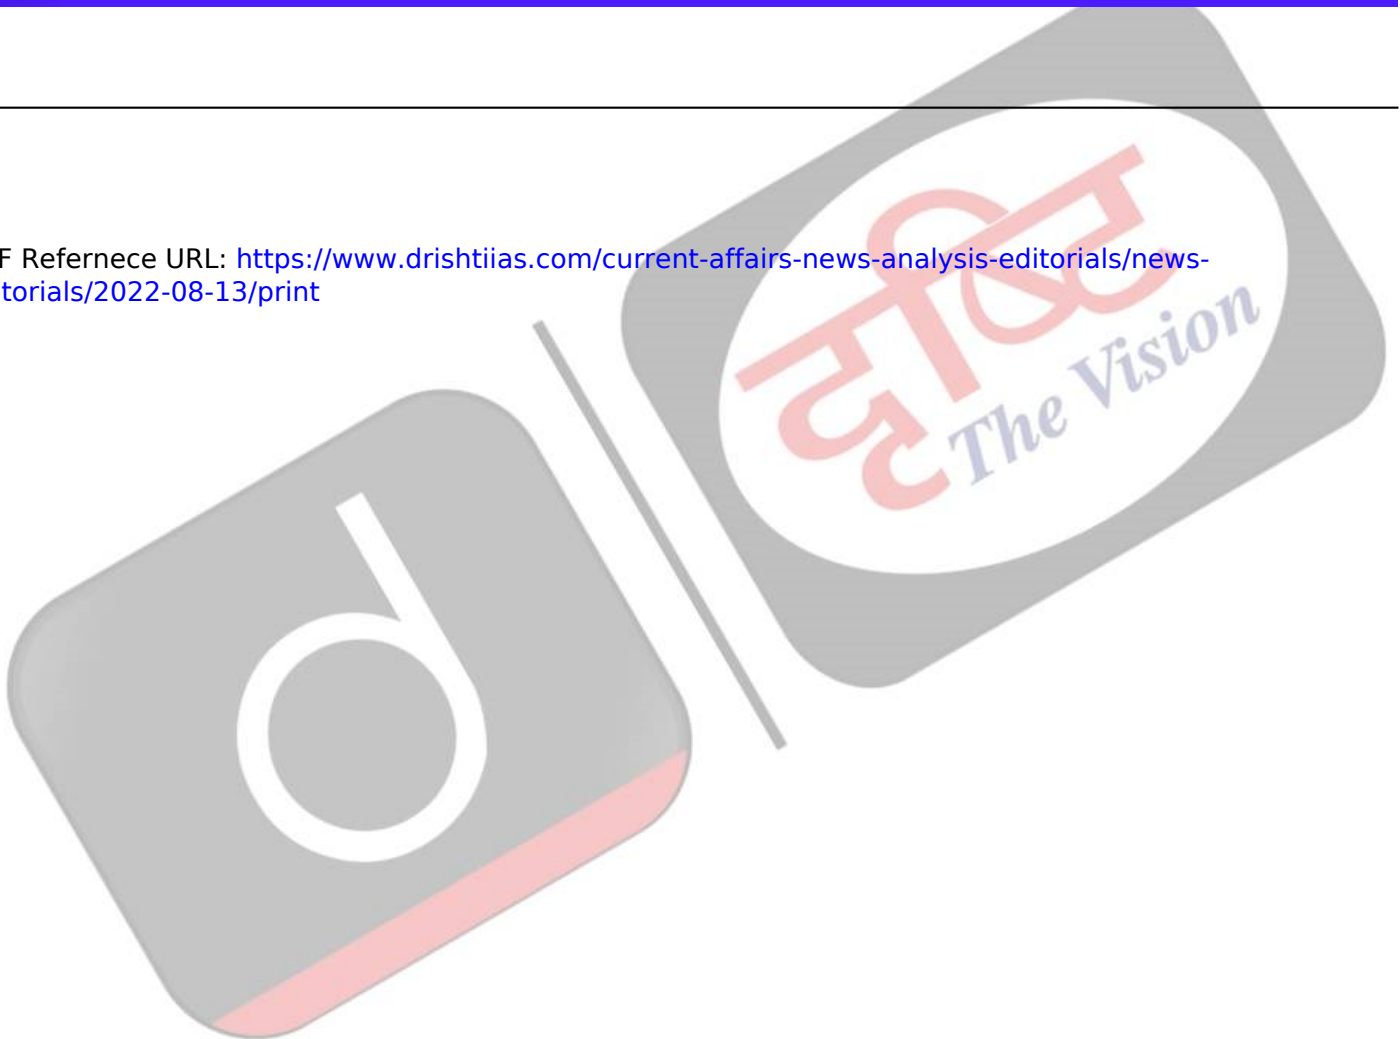 F Refernece URL: https://www.drishtiias.com/current-affairs-news-analysis-editorials/news-
torials/2022-08-13/print
दृष्टि
The Vision
d